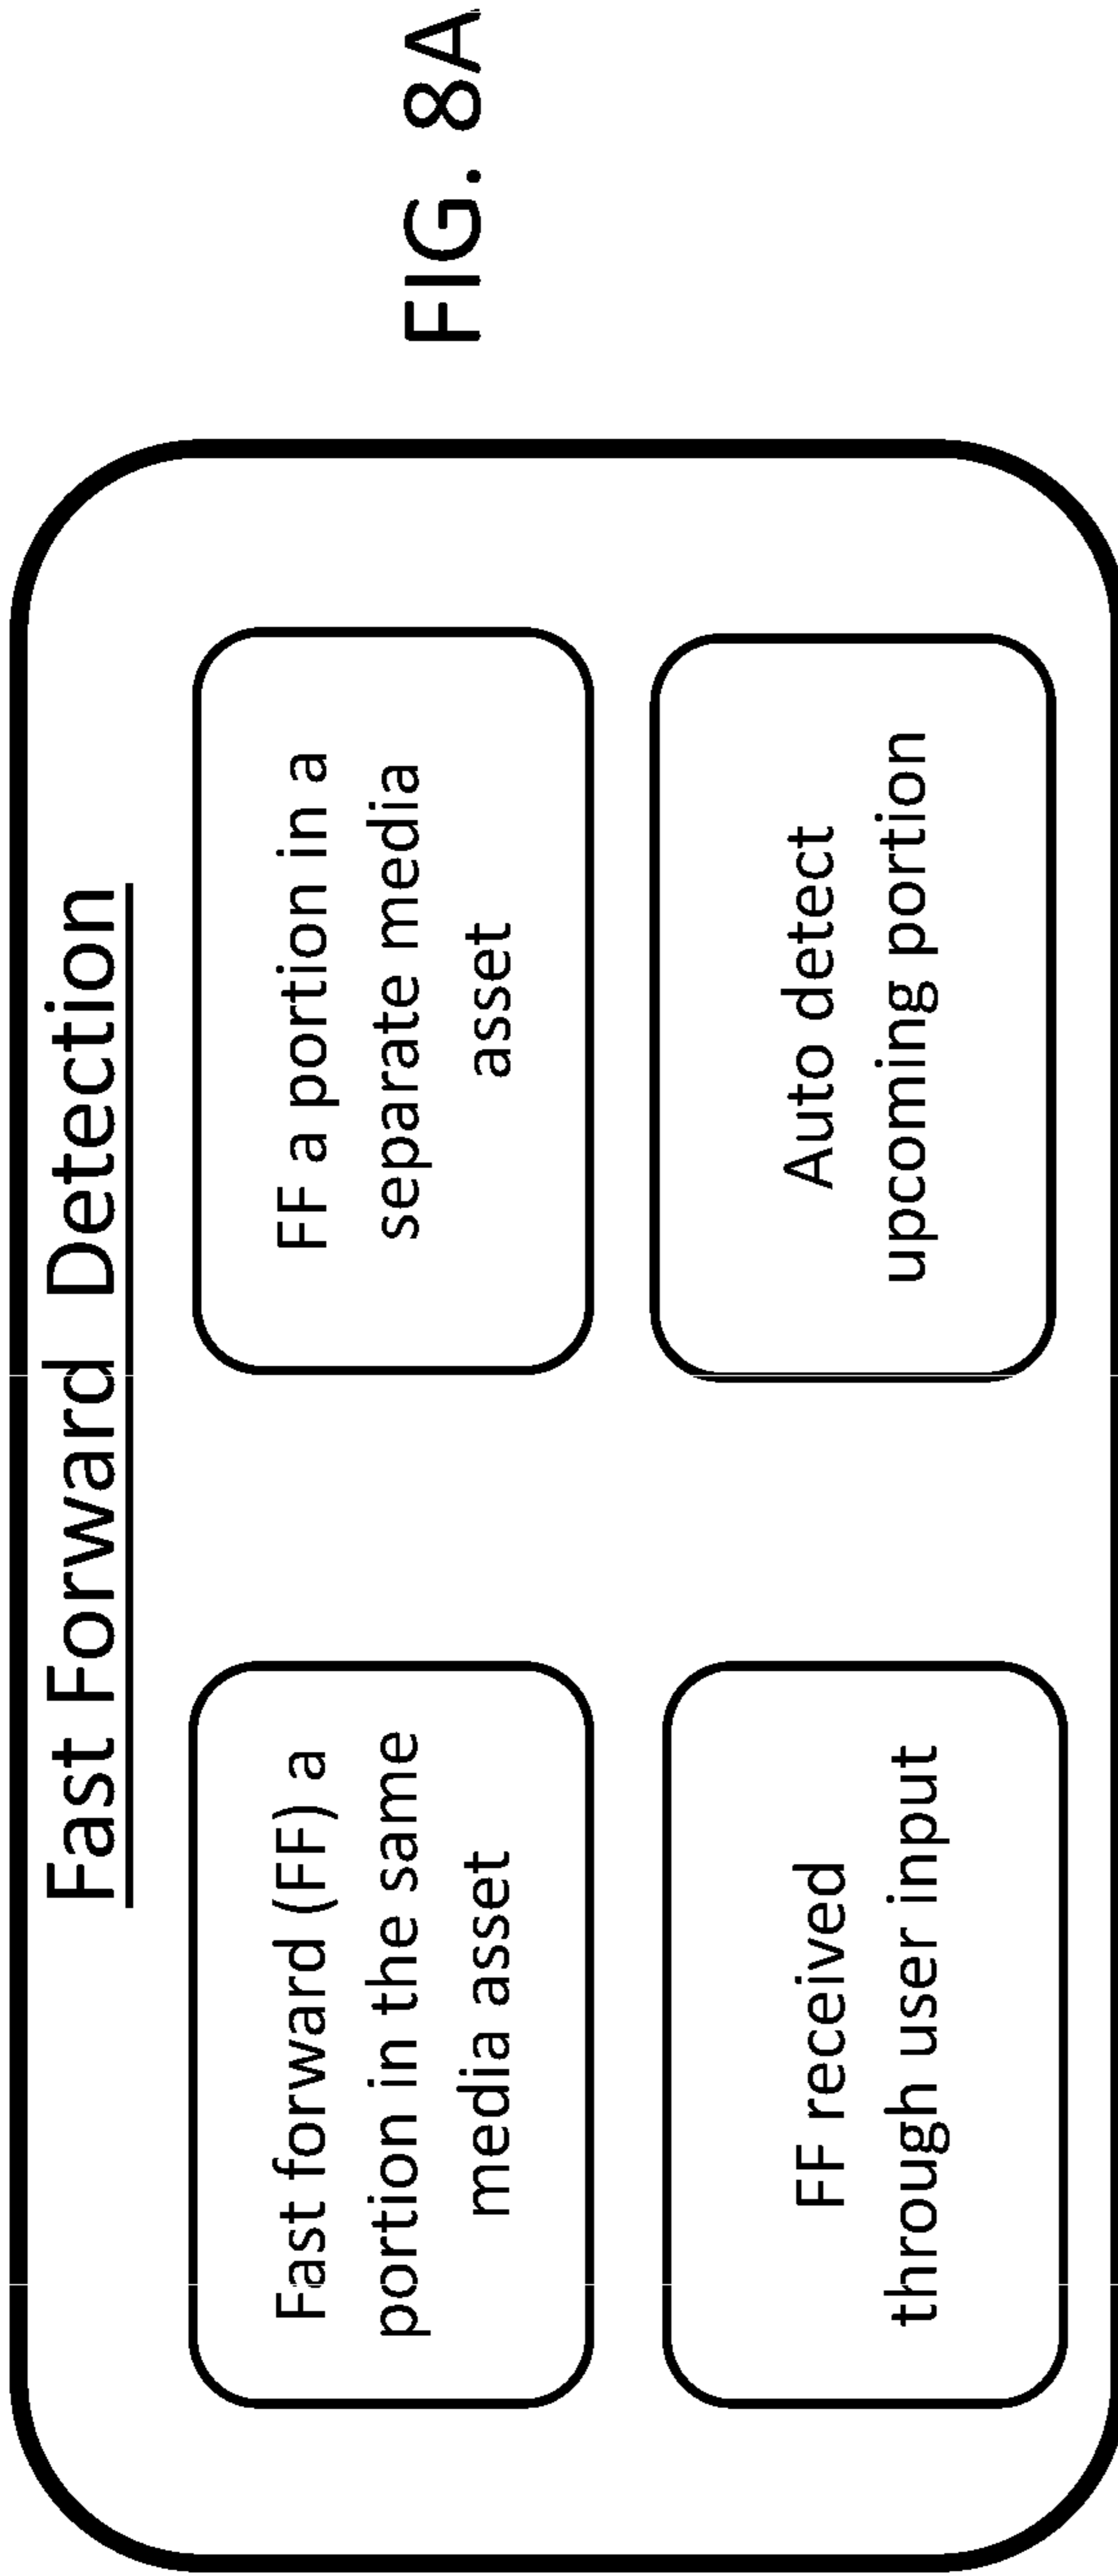 Fast Forward Detection
Fast forward (FF) a
portion in the same
media asset
FF a portion in a
separate media
asset
FF received
through user input
Auto detect
upcoming portion
FIG. 8A